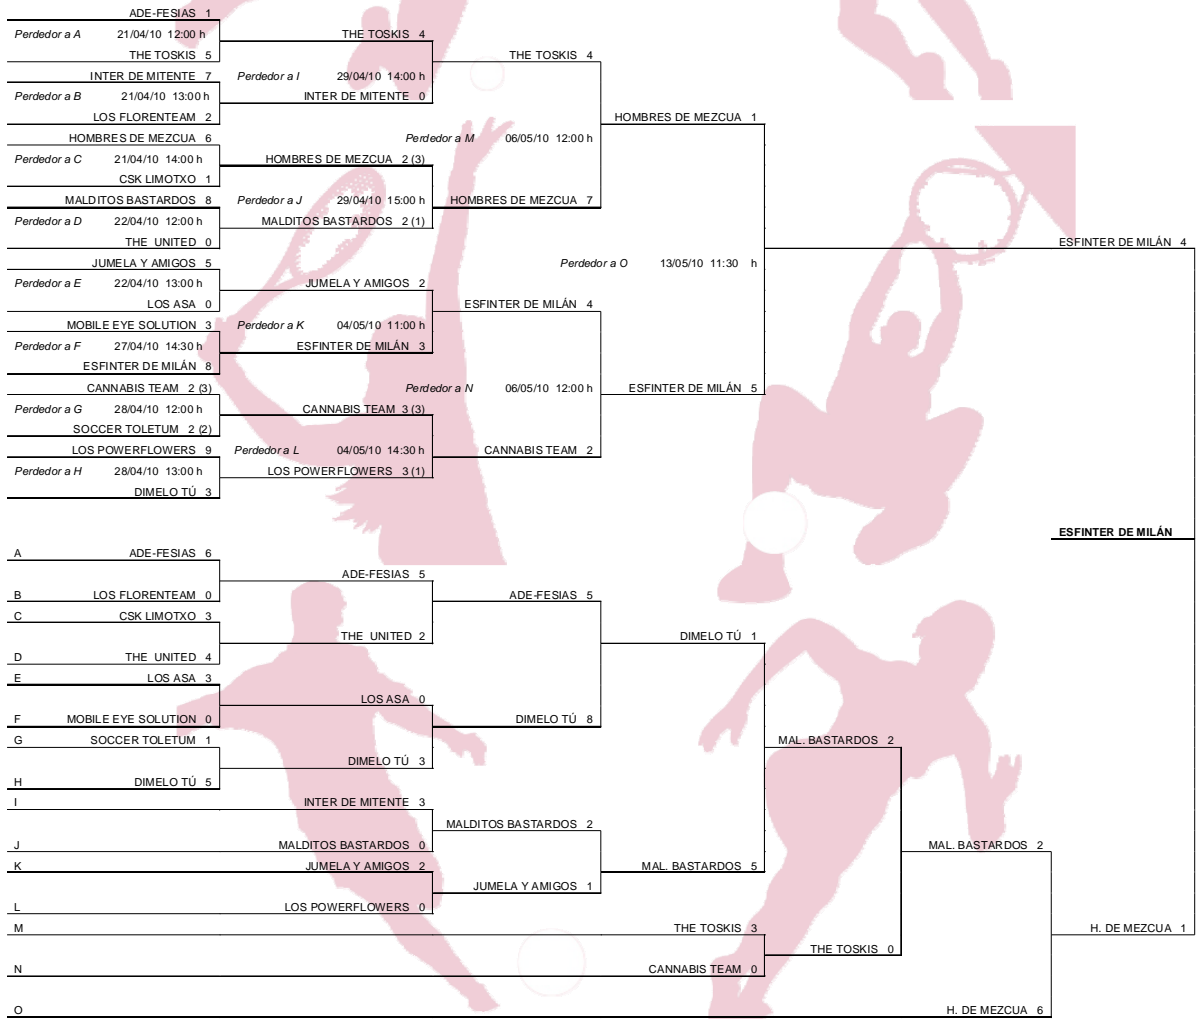 ADE-FESIAS 1
Perdedor a A 21/04/10 12:00 h THE TOSKIS 4
THE TOSKIS 5 THE TOSKIS 4
INTER DE MITENTE 7 Perdedor a I 29/04/10 14:00 h
Perdedor a B 21/04/10 13:00 h INTER DE MITENTE 0
LOS FLORENTEAM 2 HOMBRES DE MEZCUA 1
HOMBRES DE MEZCUA 6 Perdedor a M 06/05/10 12:00 h
Perdedor a C 21/04/10 14:00 h HOMBRES DE MEZCUA 2 (3)
CSK LIMOTXO 1
MALDITOS BASTARDOS 8 Perdedor a J 29/04/10 15:00 h HOMBRES DE MEZCUA 7
Perdedor a D 22/04/10 12:00 h MALDITOS BASTARDOS 2 (1)
THE UNITED 0 ESFINTER DE MILÁN 4
JUMELA Y AMIGOS 5 Perdedor a O 13/05/10 11:30 h
Perdedor a E 22/04/10 13:00 h JUMELA Y AMIGOS 2
LOS ASA 0 ESFINTER DE MILÁN 4
MOBILE EYE SOLUTION 3 Perdedor a K 04/05/10 11:00 h
Perdedor a F 27/04/10 14:30 h ESFINTER DE MILÁN 3
ESFINTER DE MILÁN 8
CANNABIS TEAM 2 (3) Perdedor a N 06/05/10 12:00 h ESFINTER DE MILÁN 5
Perdedor a G 28/04/10 12:00 h CANNABIS TEAM 3 (3)
SOCCER TOLETUM 2 (2)
LOS POWERFLOWERS 9 Perdedor a L 04/05/10 14:30 h CANNABIS TEAM 2
Perdedor a H 28/04/10 13:00 h LOS POWERFLOWERS 3 (1)
DIMELO TÚ 3
ESFINTER DE MILÁN
A ADE-FESIAS 6
ADE-FESIAS 5
B LOS FLORENTEAM 0 ADE-FESIAS 5
C CSK LIMOTXO 3
THE UNITED 2 DIMELO TÚ 1
D THE UNITED 4
E LOS ASA 3
LOS ASA 0
F MOBILE EYE SOLUTION 0 DIMELO TÚ 8
G SOCCER TOLETUM 1 MAL. BASTARDOS 2
DIMELO TÚ 3
H DIMELO TÚ 5
I INTER DE MITENTE 3
MALDITOS BASTARDOS 2
J MALDITOS BASTARDOS 0 MAL. BASTARDOS 2
K JUMELA Y AMIGOS 2 MAL. BASTARDOS 5
JUMELA Y AMIGOS 1
L LOS POWERFLOWERS 0
M THE TOSKIS 3 H. DE MEZCUA 1
THE TOSKIS 0
N CANNABIS TEAM 0
O H. DE MEZCUA 6